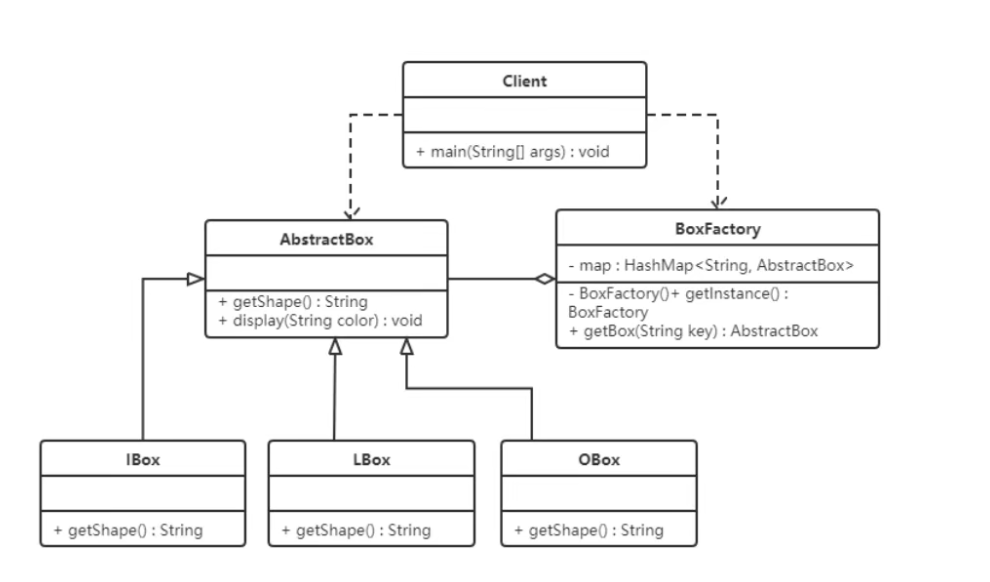 Client
+ main(String[] args) : void
AbstractBox
+ getShape() : String
+ display(String color) : void
BoxFactory
- map : HashMap<String, AbstractBox>
- BoxFactory()+ getInstance() :
BoxFactory
+ getBox(String key) : AbstractBox
IBox
+ getShape() : String
LBox
+ getShape() : String
OBox
+ getShape() : String